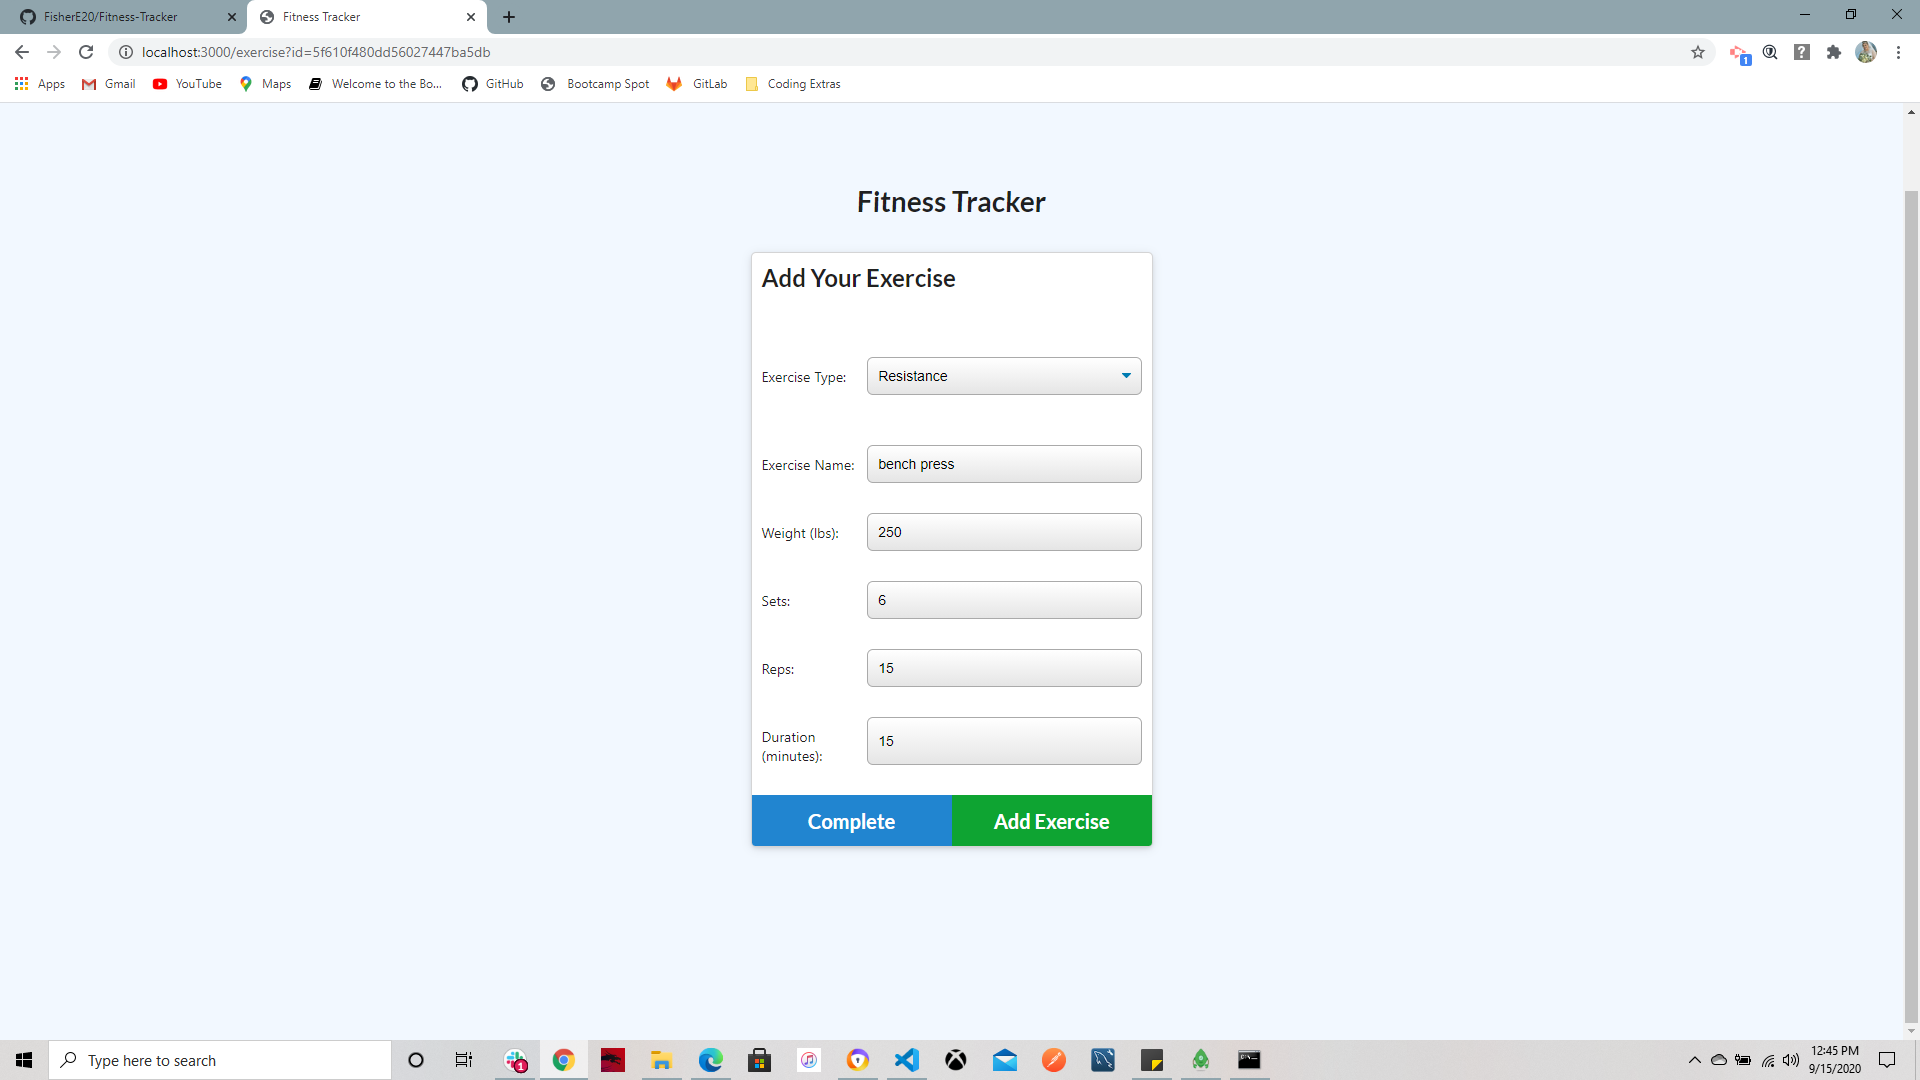 FisherE20/Fitness-Tracker
Fitness Tracker
localhost:3000/exercise?id=5f610f480dd56027447ba5db
1
Apps
Gmail
YouTube
Maps
Welcome to the Bo...
GitHub
Bootcamp Spot
GitLab
Coding Extras
Fitness Tracker
Add Your Exercise
Exercise Type:
Resistance
Exercise Name:
bench press
Weight (lbs):
250
Sets:
6
Reps:
15
Duration
(minutes):
15
Complete
Add Exercise
Type here to search
1
12:45 PM
9/15/2020